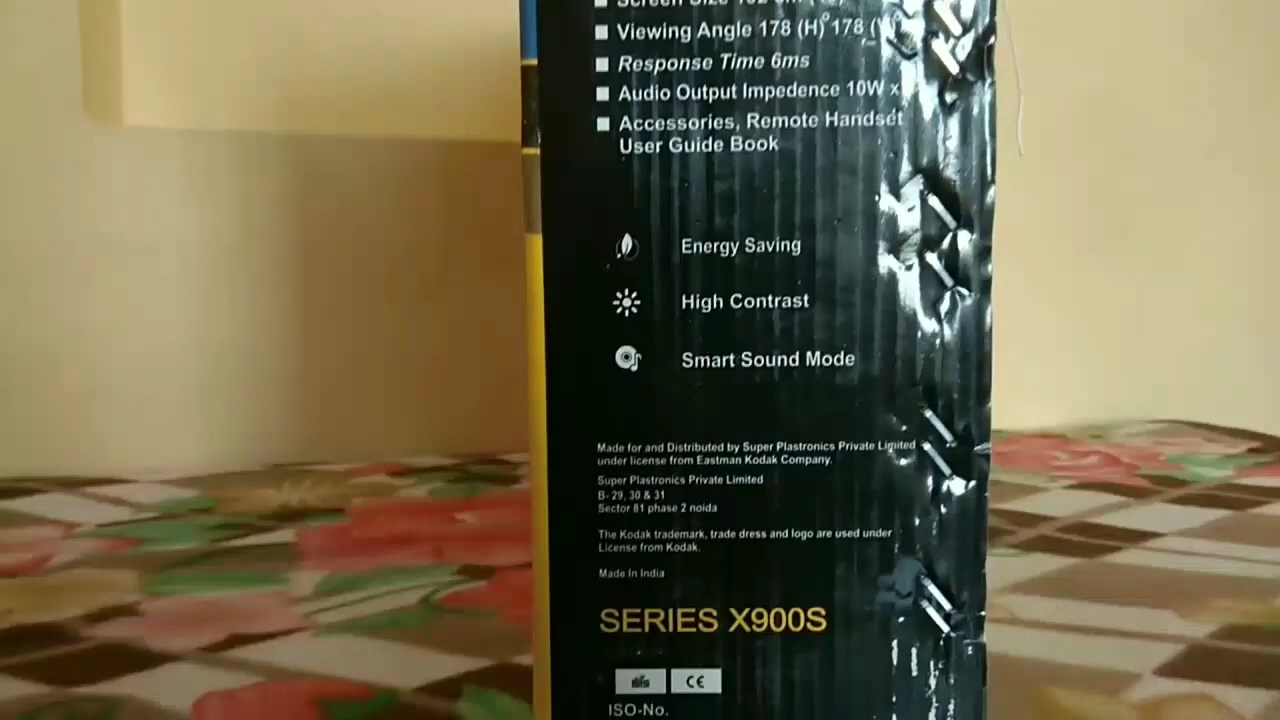 Screen Size
Viewing Angle 178 (H)° 178 (V)
Response Time 6ms
Audio Output Impedence 10W x
Accessories, Remote Handset
User Guide Book
Energy Saving
High Contrast
Smart Sound Mode
Made for and Distributed by Super Plastronics Private Limited
under license from Eastman Kodak Company.
Super Plastronics Private Limited
B- 29, 30 & 31
Sector 81 phase 2 noida
The Kodak trademark, trade dress and logo are used under
License from Kodak.
Made In India
SERIES X900S
CE
ISO-No.